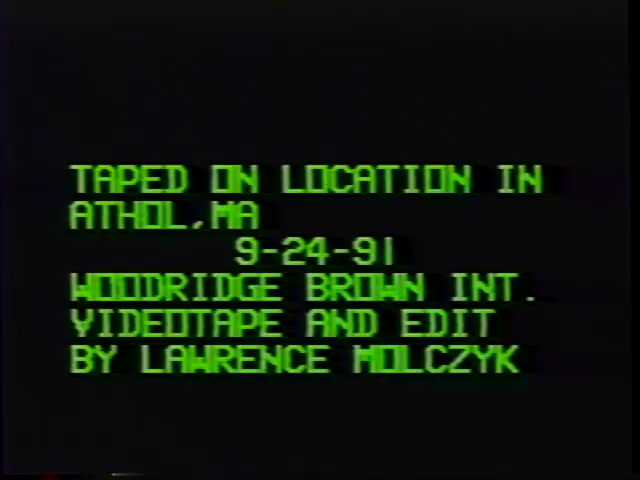 TAPED ON LOCATION IN
ATHOL,MA
9-24-91
WOODRIDGE BROWN INT.
VIDEOTAPE AND EDIT
BY LAWRENCE MOLCZYK